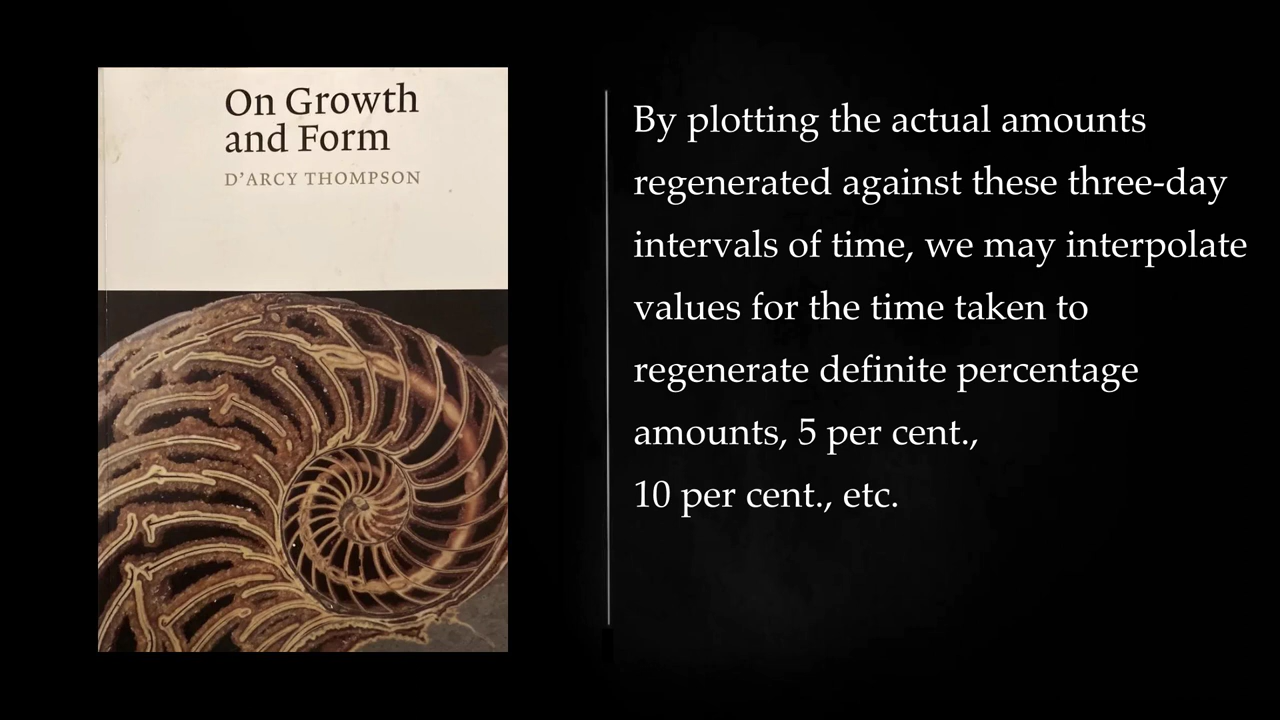 On Growth
and Form
D'ARCY THOMPSON
By plotting the actual amounts
regenerated against these three-day
intervals of time, we may interpolate
values for the time taken to
regenerate definite percentage
amounts, 5 per cent.,
10 per cent., etc.